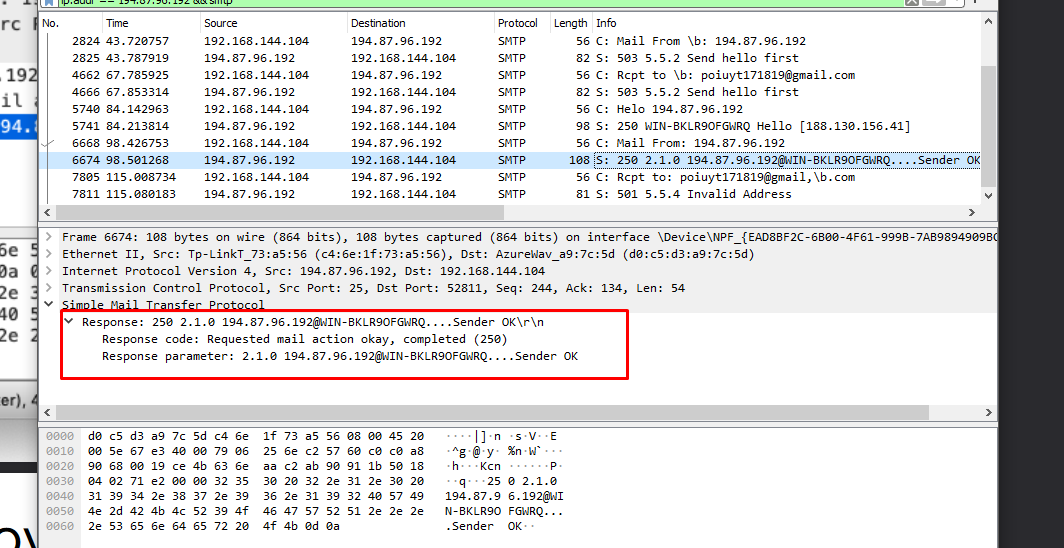 ip.addr == 194.87.96.192 && smtp
No. Time Source Destination Protocol Length Info
2824 43.720757 192.168.144.104 194.87.96.192 SMTP 56 C: Mail From \b: 194.87.96.192
2825 43.787919 194.87.96.192 192.168.144.104 SMTP 82 S: 503 5.5.2 Send hello first
4662 67.785925 192.168.144.104 194.87.96.192 SMTP 56 C: Rcpt to \b: poiuyt171819@gmail.com
4666 67.853314 194.87.96.192 192.168.144.104 SMTP 82 S: 503 5.5.2 Send hello first
5740 84.142963 192.168.144.104 194.87.96.192 SMTP 56 C: Helo 194.87.96.192
5741 84.213814 194.87.96.192 192.168.144.104 SMTP 98 S: 250 WIN-BKLR9OFGWRQ Hello [188.130.156.41]
6668 98.426753 192.168.144.104 194.87.96.192 SMTP 56 C: Mail From: 194.87.96.192
6674 98.501268 194.87.96.192 192.168.144.104 SMTP 108 S: 250 2.1.0 194.87.96.192@WIN-BKLR9OFGWRQ....Sender OK
7805 115.008734 192.168.144.104 194.87.96.192 SMTP 56 C: Rcpt to: poiuyt171819@gmail,\b.com
7811 115.080183 194.87.96.192 192.168.144.104 SMTP 81 S: 501 5.5.4 Invalid Address
Frame 6674: 108 bytes on wire (864 bits), 108 bytes captured (864 bits) on interface \Device\NPF_{EAD8BF2C-6B00-4F61-999B-7AB9894909BC
Ethernet II, Src: Tp-LinkT_73:a5:56 (c4:6e:1f:73:a5:56), Dst: AzureWav_a9:7c:5d (d0:c5:d3:a9:7c:5d)
Internet Protocol Version 4, Src: 194.87.96.192, Dst: 192.168.144.104
Transmission Control Protocol, Src Port: 25, Dst Port: 52811, Seq: 244, Ack: 134, Len: 54
Simple Mail Transfer Protocol
Response: 250 2.1.0 194.87.96.192@WIN-BKLR9OFGWRQ....Sender OK\r\n
Response code: Requested mail action okay, completed (250)
Response parameter: 2.1.0 194.87.96.192@WIN-BKLR9OFGWRQ....Sender OK
0000 d0 c5 d3 a9 7c 5d c4 6e 1f 73 a5 56 08 00 45 20 ····|]·n ·s·V··E
0010 00 5e 67 e3 40 00 79 06 25 6e c2 57 60 c0 c0 a8 ·^g·@·y· %n·W`···
0020 90 68 00 19 ce 4b 63 6e aa c2 ab 90 91 1b 50 18 ·h···Kcn ······P·
0030 04 02 71 e2 00 00 32 35 30 20 32 2e 31 2e 30 20 ··q···25 0 2.1.0
0040 31 39 34 2e 38 37 2e 39 36 2e 31 39 32 40 57 49 194.87.9 6.192@WI
0050 4e 2d 42 4b 4c 52 39 4f 46 47 57 52 51 2e 2e 2e N-BKLR9O FGWRQ...
0060 2e 53 65 6e 64 65 72 20 4f 4b 0d 0a .Sender OK··